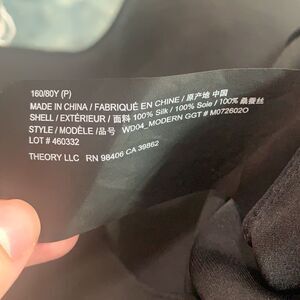 160/80Y (P)
MADE IN CHINA / FABRIQUÉ EN CHINE / 原产地 中国
SHELL / EXTÉRIEUR / 面料 100% Silk / 100% Soie / 100% 桑蚕丝
STYLE / MODÈLE / 品号 WD04_MODERN GGT # M072602O
LOT # 460332
THEORY LLC RN 98406 CA 39862